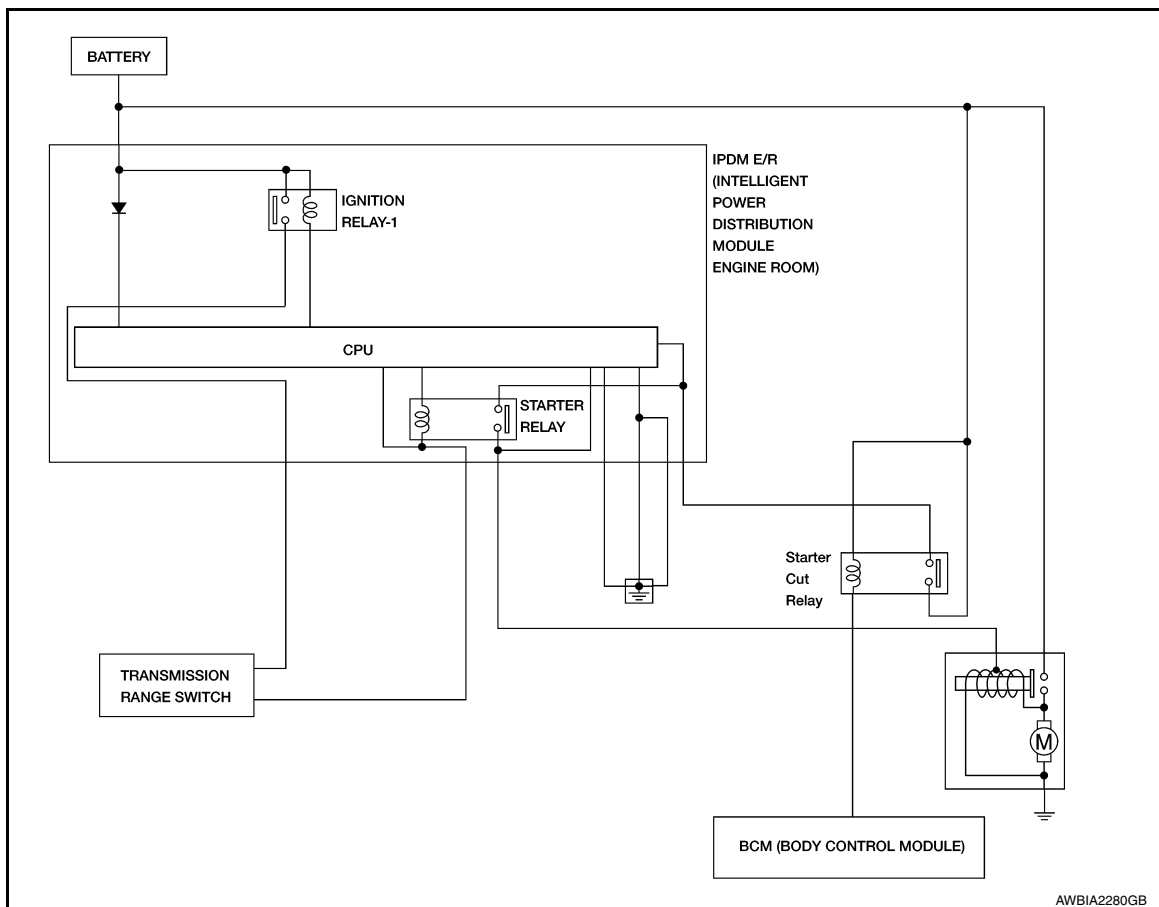 BATTERY
IPDM E/R
(INTELLIGENT
POWER
DISTRIBUTION
MODULE
ENGINE ROOM)
IGNITION
RELAY-1
CPU
STARTER
RELAY
Starter
Cut
Relay
TRANSMISSION
RANGE SWITCH
M
BCM (BODY CONTROL MODULE)
AWBIA2280GB